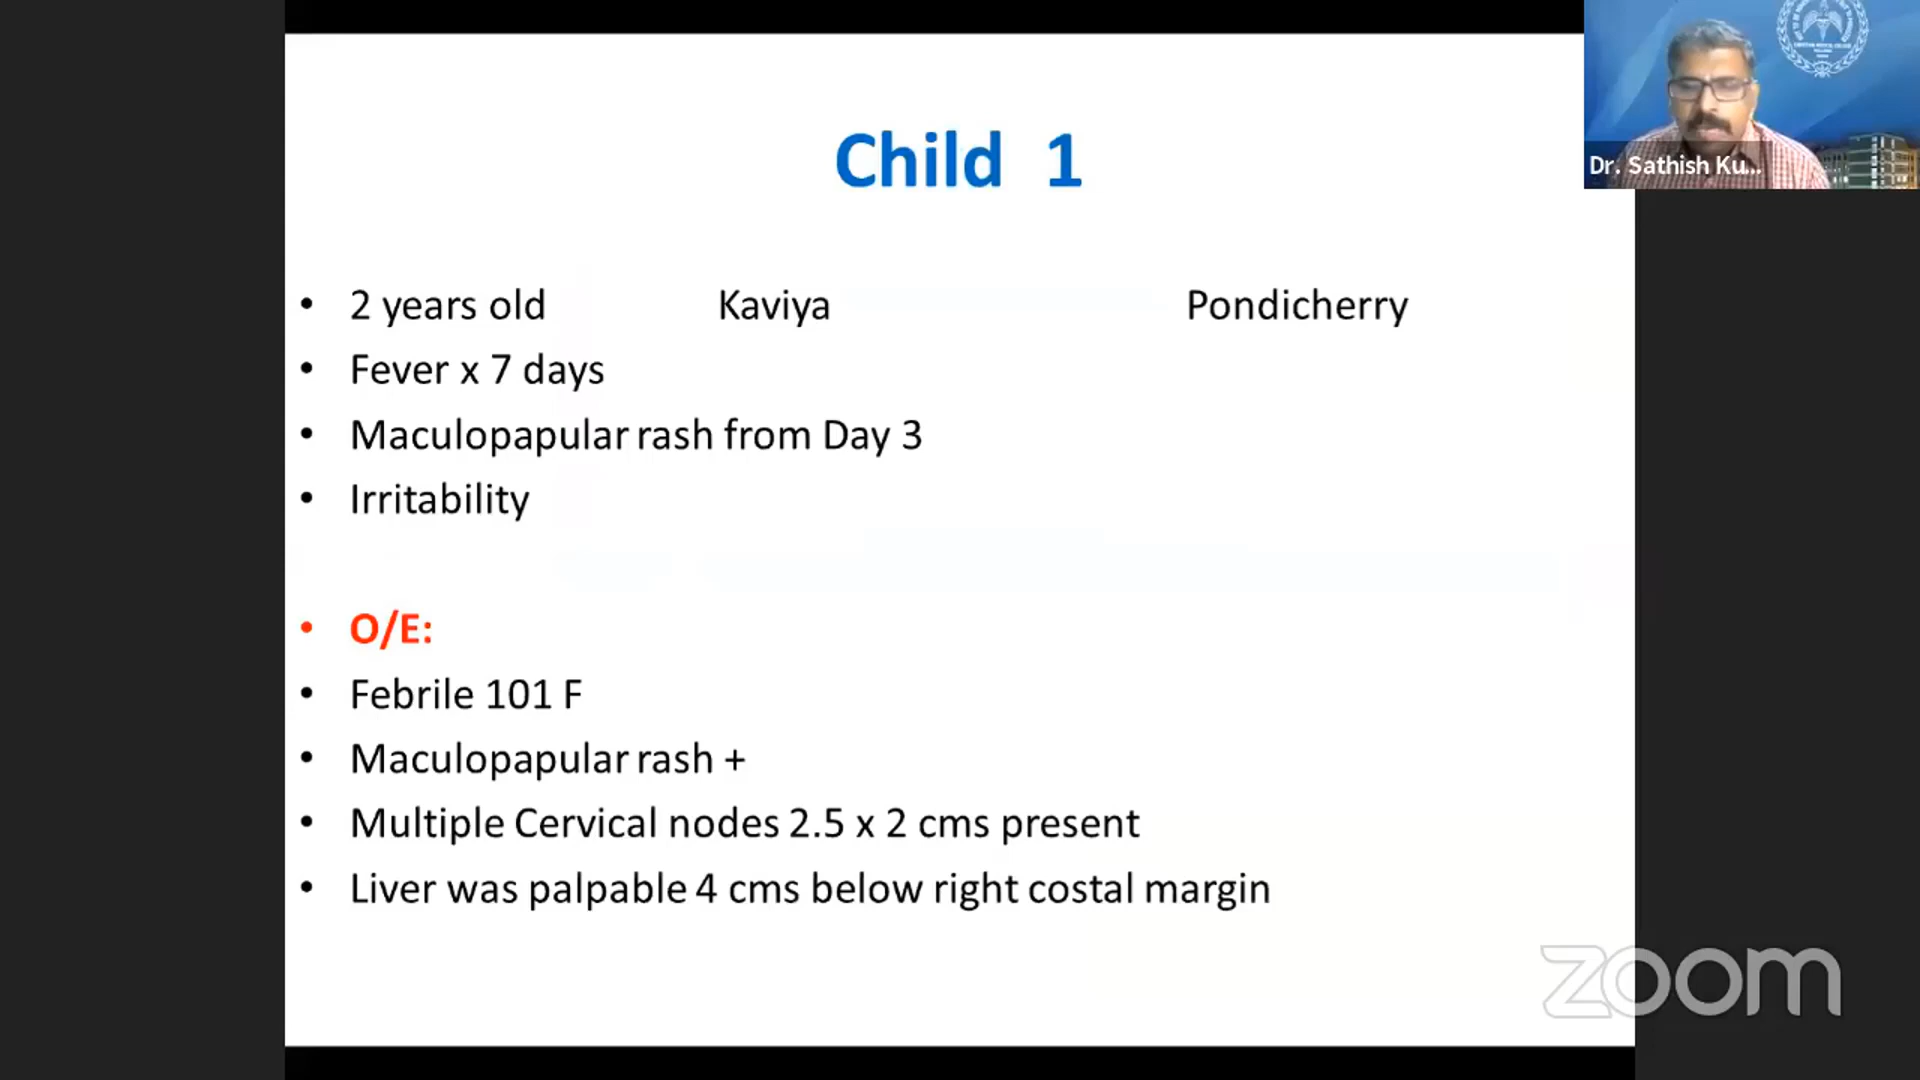 Child 1
Dr. Sathish Ku...
• 2 years old Kaviya Pondicherry
• Fever x 7 days
• Maculopapular rash from Day 3
• Irritability
• O/E:
• Febrile 101 F
• Maculopapular rash +
• Multiple Cervical nodes 2.5 x 2 cms present
• Liver was palpable 4 cms below right costal margin
zoom